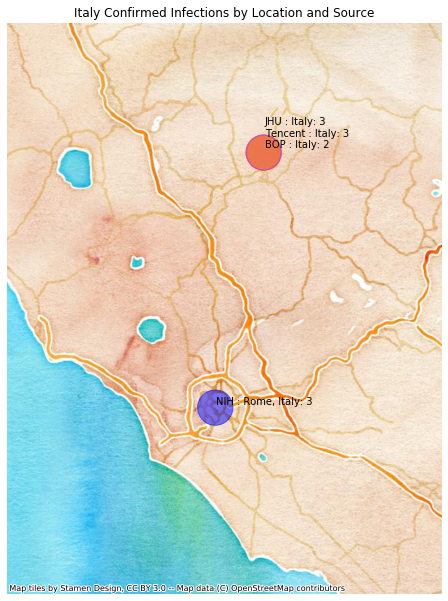 Italy Confirmed Infections by Location and Source
JHU : Italy: 3
Tencent : Italy: 3
BOP : Italy: 2
NIH : Rome, Italy: 3
Map tiles by Stamen Design, CC BY 3.0 -- Map data (C) OpenStreetMap contributors